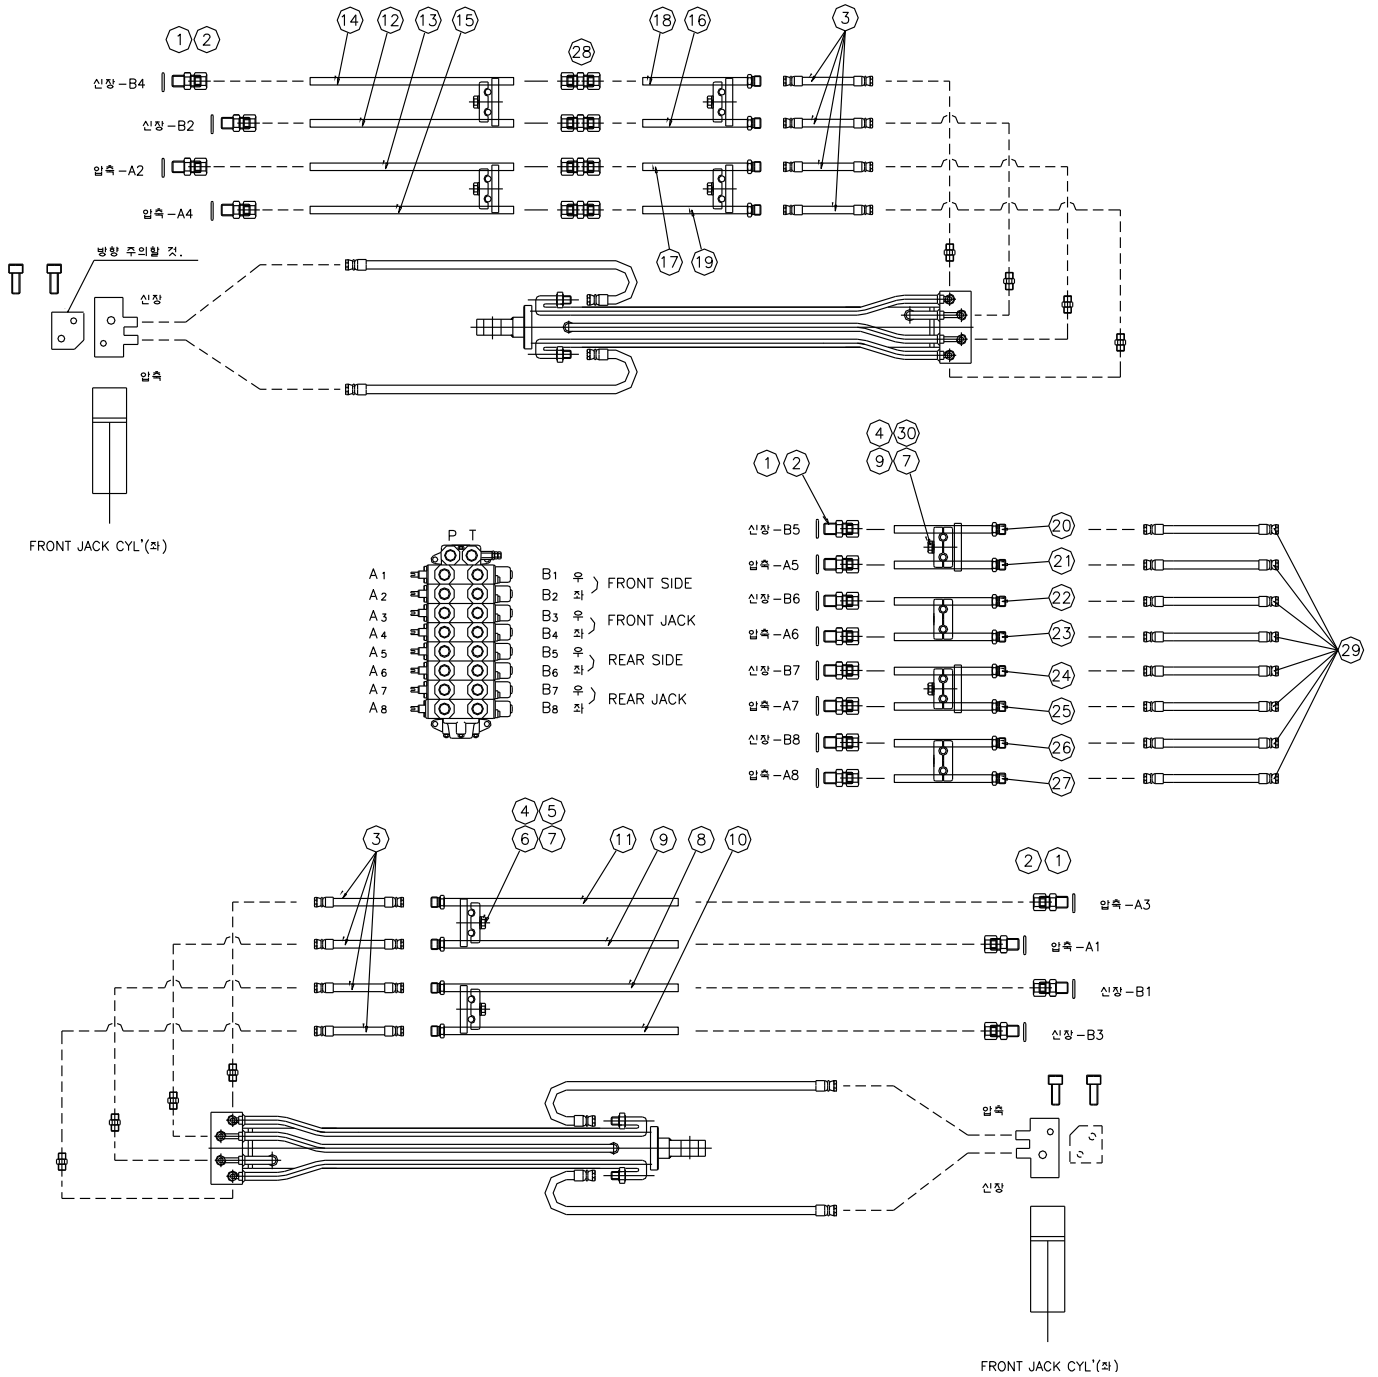 14 12 13 15 18 16 3
1 2 28
신장-B4
신장-B2
압축-A2
압축-A4
17 19
방향 주의할 것.
신장
압축
FRONT JACK CYL'(좌)
4 30
9 7
1 2
신장-B5 20
압축-A5 21
신장-B6 22
압축-A6 23
신장-B7 24
압축-A7 25
신장-B8 26
압축-A8 27
29
P T
A1 B1 우
A2 B2 좌
) FRONT SIDE
A3 B3 우
A4 B4 좌
) FRONT JACK
A5 B5 우
A6 B6 좌
) REAR SIDE
A7 B7 우
A8 B8 좌
) REAR JACK
4 5
6 7
3 11 9 8 10
2 1
압축-A3
압축-A1
신장-B1
신장-B3
압축
신장
FRONT JACK CYL'(좌)